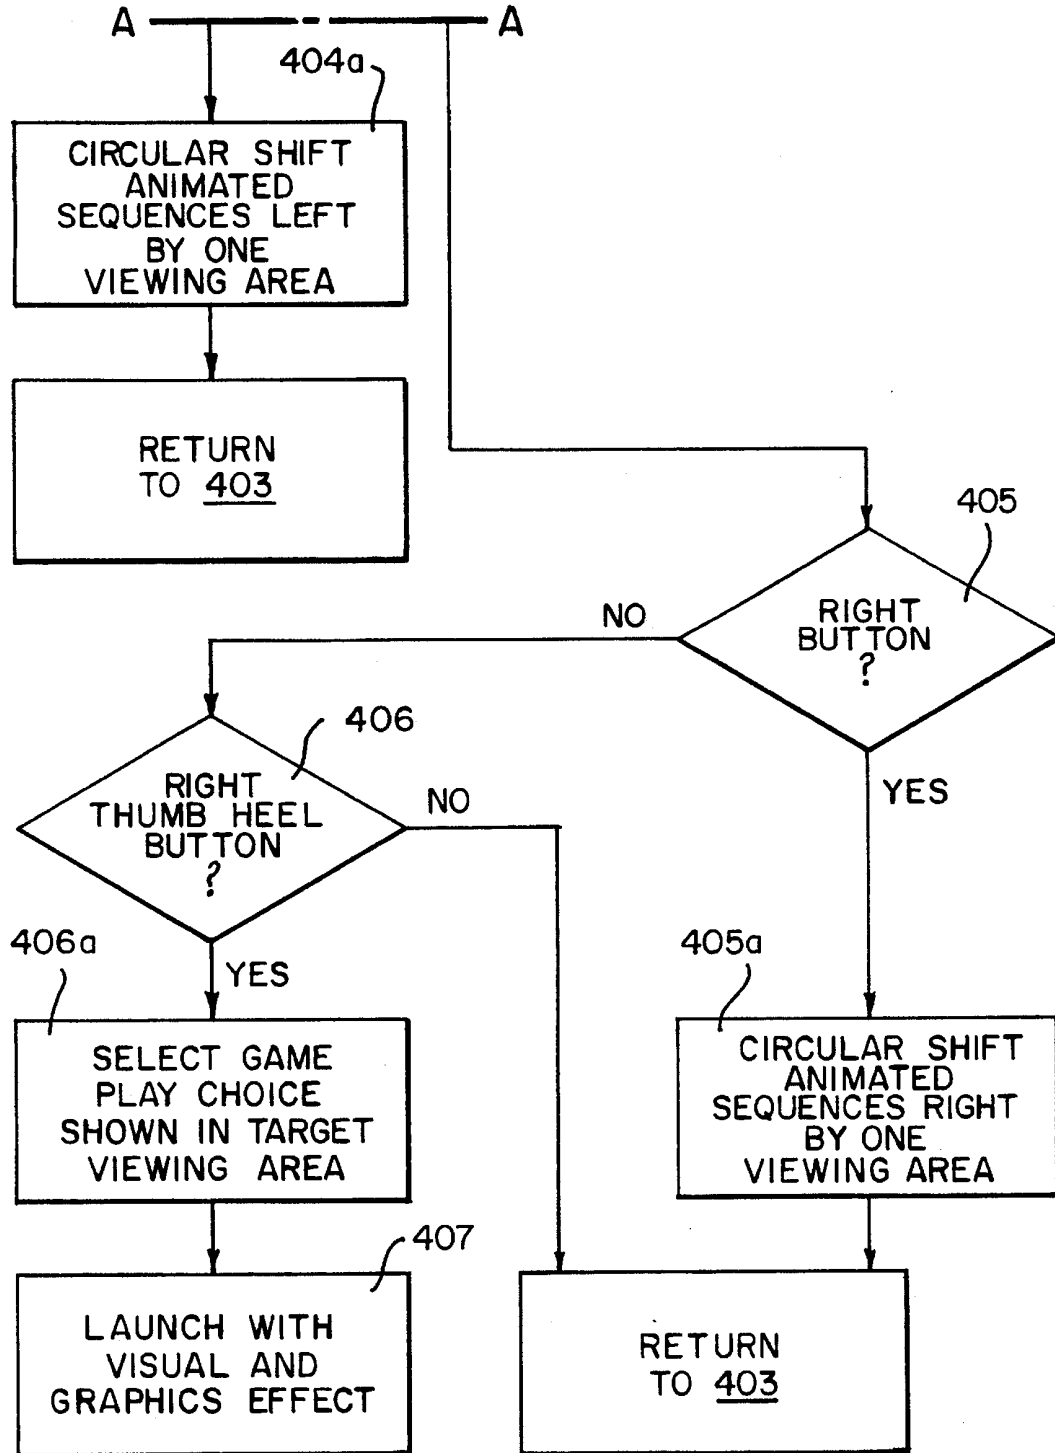 A A
404a
CIRCULAR SHIFT
ANIMATED
SEQUENCES LEFT
BY ONE
VIEWING AREA
RETURN
TO 403
405
RIGHT
BUTTON
?
NO
YES
406
RIGHT
THUMB HEEL
BUTTON
?
NO
YES
406a
SELECT GAME
PLAY CHOICE
SHOWN IN TARGET
VIEWING AREA
405a
CIRCULAR SHIFT
ANIMATED
SEQUENCES RIGHT
BY ONE
VIEWING AREA
407
LAUNCH WITH
VISUAL AND
GRAPHICS EFFECT
RETURN
TO 403